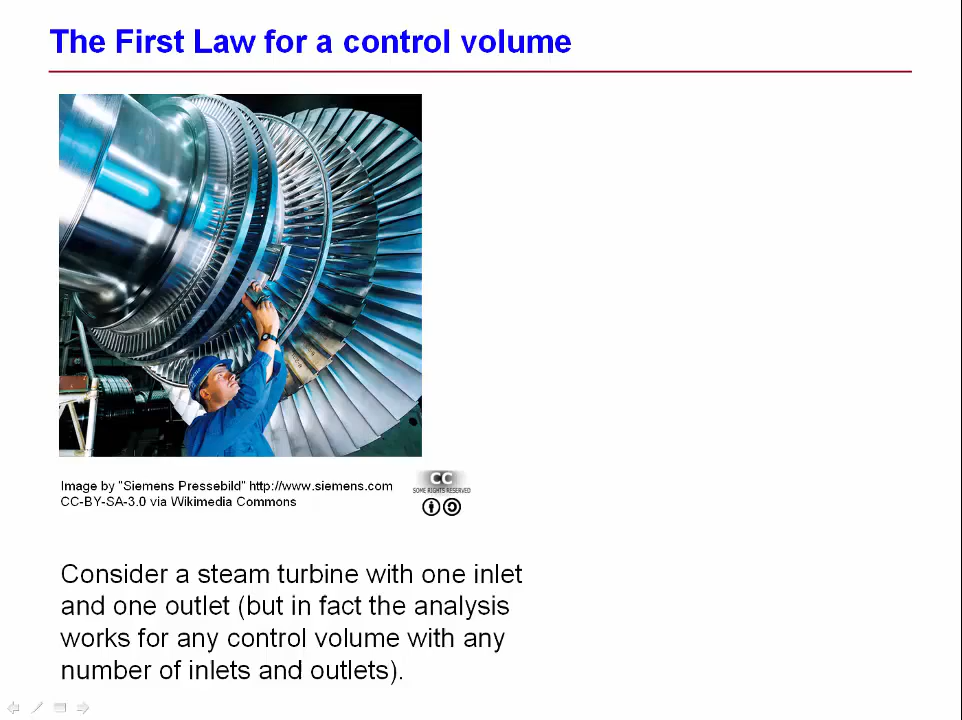 The First Law for a control volume
Image by "Siemens Pressebild" http://www.siemens.com
CC-BY-SA-3.0 via Wikimedia Commons
CC
SOME RIGHTS RESERVED
Consider a steam turbine with one inlet
and one outlet (but in fact the analysis
works for any control volume with any
number of inlets and outlets).